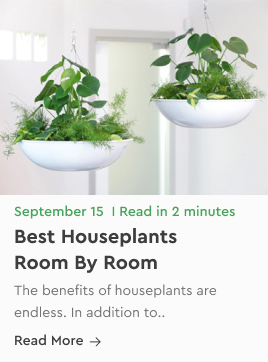 September 15 I Read in 2 minutes
Best Houseplants
Room By Room
The benefits of houseplants are
endless. In addition to..
Read More →